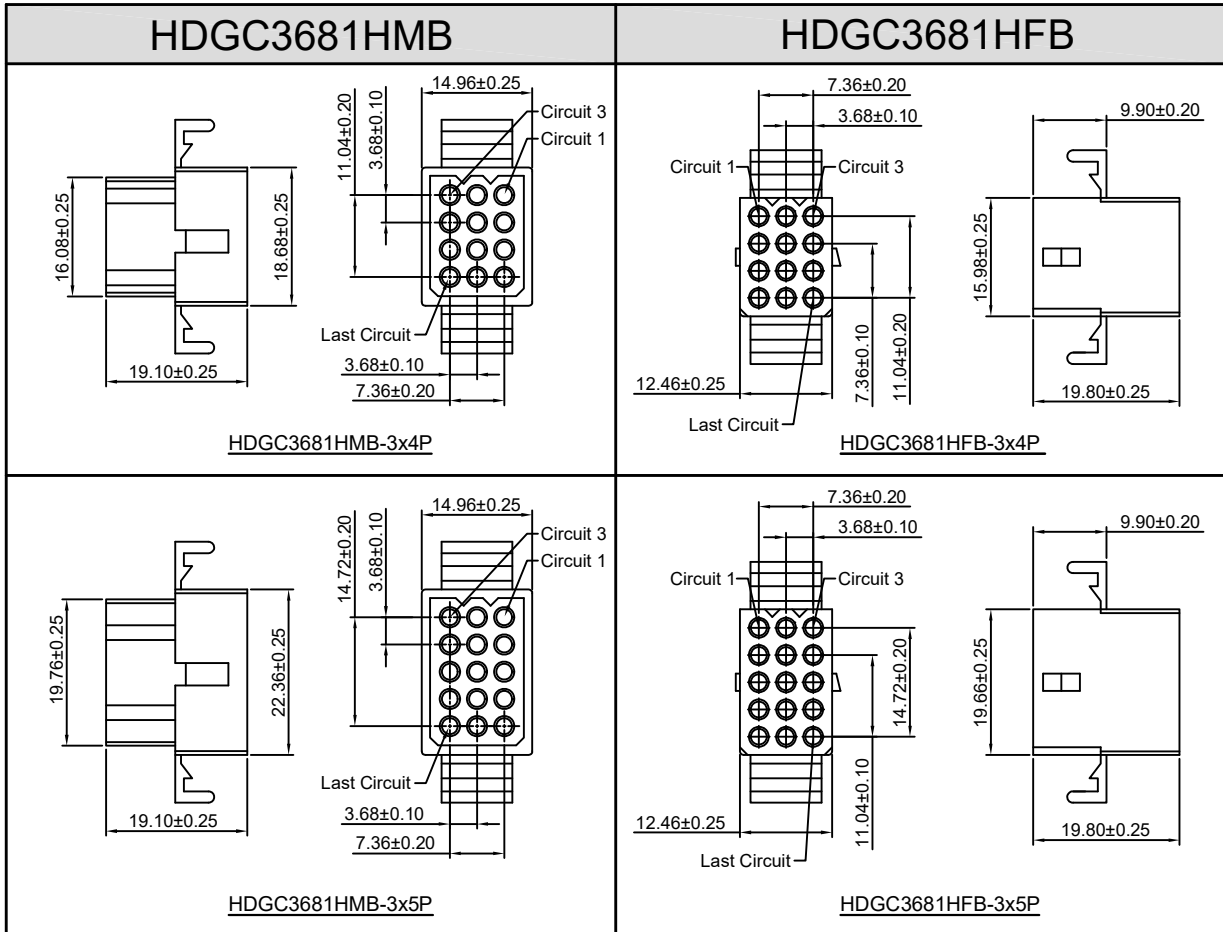 HDGC3681HMB
HDGC3681HFB
14.96±0.25
11.04±0.20
3.68±0.10
Circuit 3
Circuit 1
16.08±0.25
18.68±0.25
Last Circuit
3.68±0.10
19.10±0.25
7.36±0.20
HDGC3681HMB-3x4P
7.36±0.20
3.68±0.10
9.90±0.20
Circuit 1
Circuit 3
15.98±0.25
7.36±0.10
11.04±0.20
12.46±0.25
19.80±0.25
Last Circuit
HDGC3681HFB-3x4P
14.96±0.25
14.72±0.20
3.68±0.10
Circuit 3
Circuit 1
19.76±0.25
22.36±0.25
Last Circuit
3.68±0.10
19.10±0.25
7.36±0.20
HDGC3681HMB-3x5P
7.36±0.20
3.68±0.10
9.90±0.20
Circuit 1
Circuit 3
14.72±0.20
19.66±0.25
11.04±0.10
12.46±0.25
19.80±0.25
Last Circuit
HDGC3681HFB-3x5P